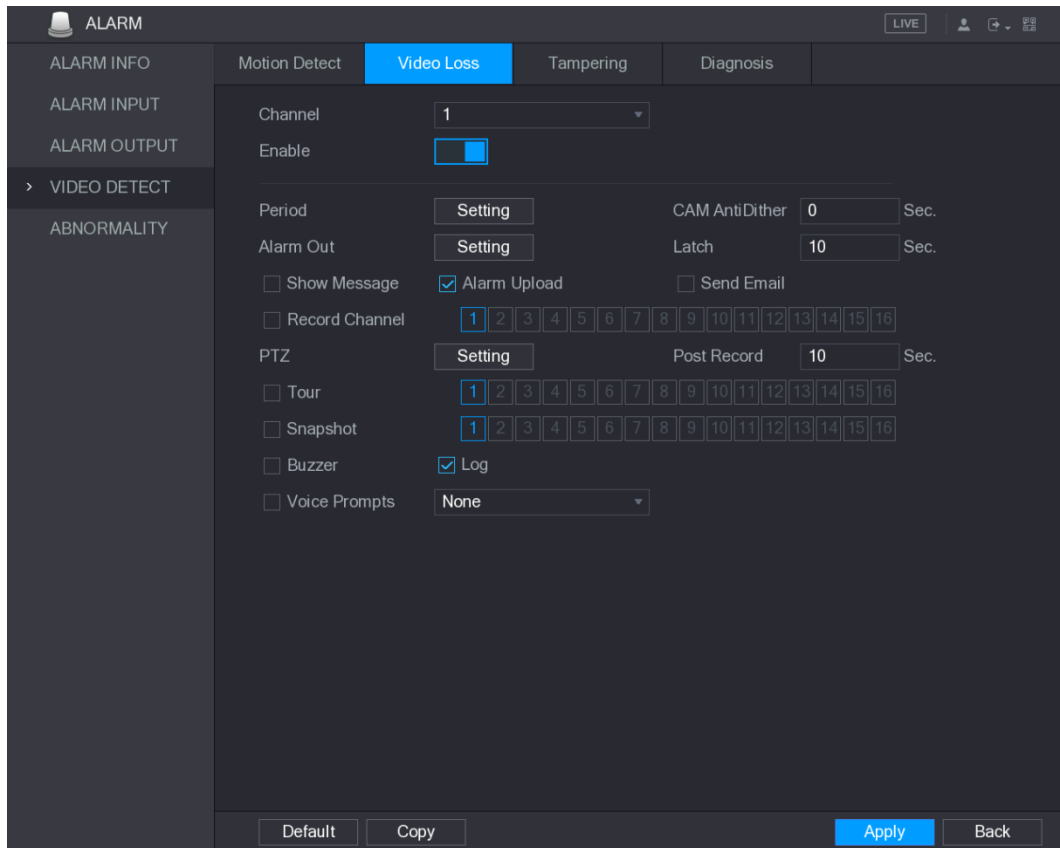 ALARM LIVE
ALARM INFO
ALARM INPUT
ALARM OUTPUT
> VIDEO DETECT
ABNORMALITY
Motion Detect Video Loss Tampering Diagnosis
Channel 1
Enable
Period Setting CAM AntiDither 0 Sec.
Alarm Out Setting Latch 10 Sec.
Show Message Alarm Upload Send Email
Record Channel 1 2 3 4 5 6 7 8 9 10 11 12 13 14 15 16
PTZ Setting Post Record 10 Sec.
Tour 1 2 3 4 5 6 7 8 9 10 11 12 13 14 15 16
Snapshot 1 2 3 4 5 6 7 8 9 10 11 12 13 14 15 16
Buzzer Log
Voice Prompts None
Default Copy Apply Back